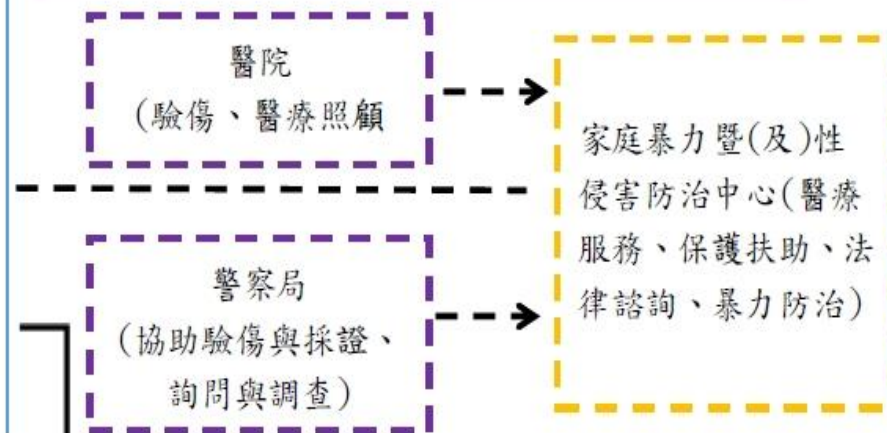 醫院
(驗傷、醫療照顧
家庭暴力暨(及)性
侵害防治中心(醫療
服務、保護扶助、法
律諮詢、暴力防治)
警察局
(協助驗傷與採證、
詢問與調查)